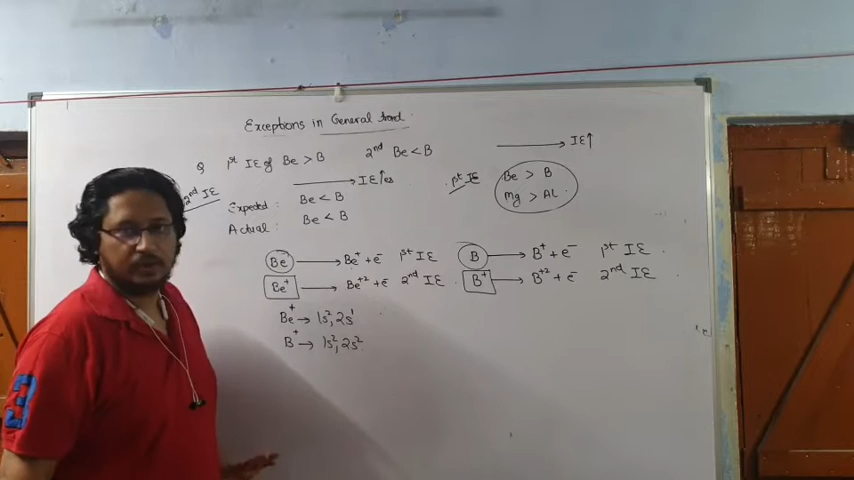 Exceptions in General trend.
→ IE↑
Q 1st IE of Be > B 2nd Be < B
→ IE↑es
2nd IE
Expected : Be < B
Actual : Be < B
1st IE
Be > B
Mg > AL
Be → Be+ + e 1st IE
Be+ → Be+2 + e 2nd IE
B → B+ + e- 1st IE
B+ → B+2 + e- 2nd IE
Be+ → 1s2, 2s1
B+ → 1s2, 2s2
3